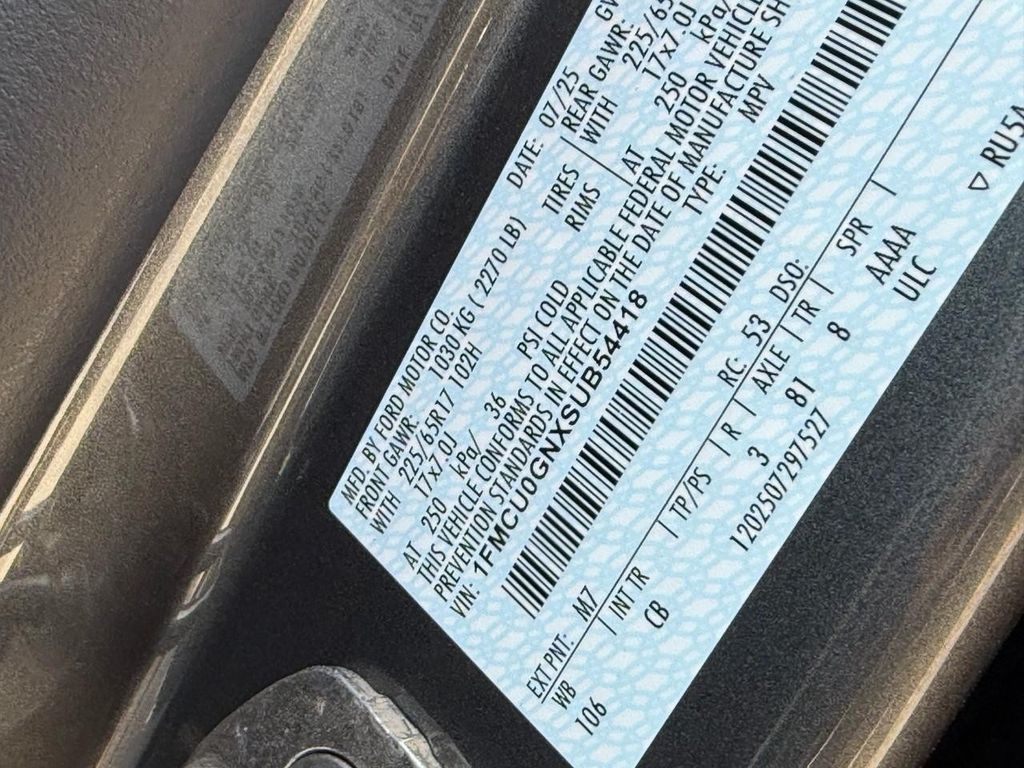 MFD. BY FORD MOTOR CO.
DATE: 07/25
FRONT GAWR: 1030 KG ( 2270 LB)
REAR GAWR:
WITH 225/65R17 102H TIRES
WITH 225/65
17x7.0J RIMS
17x7.0J
AT 250 kPa/ 36 PSI COLD
AT 250 kPa/
THIS VEHICLE CONFORMS TO ALL APPLICABLE FEDERAL MOTOR VEHICLE
PREVENTION STANDARDS IN EFFECT ON THE DATE OF MANUFACTURE SH
VIN: 1FMCU0GNXSUB54418
TYPE: MPV
EXT PNT: M7 RC: 53 DSO:
WB | INT TR | TP/PS | R | AXLE | TR | SPR |
106 CB 3 81 8 AAAA
1202507297527 ULC
▽ RU5A